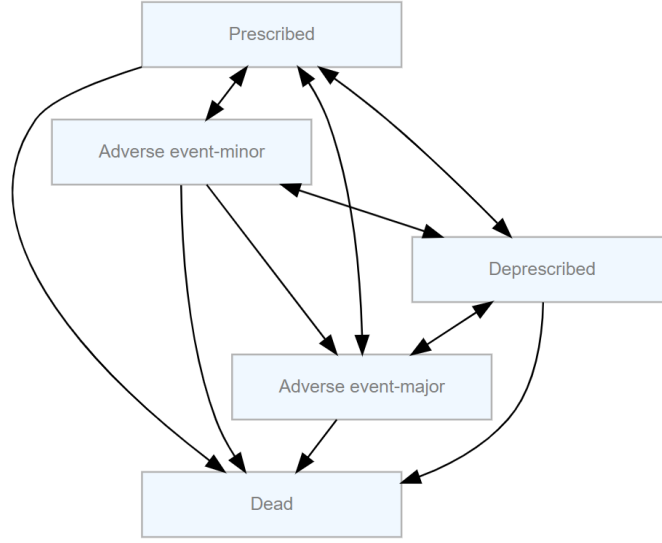 Prescribed
Adverse event-minor
Deprescribed
Adverse event-major
Dead